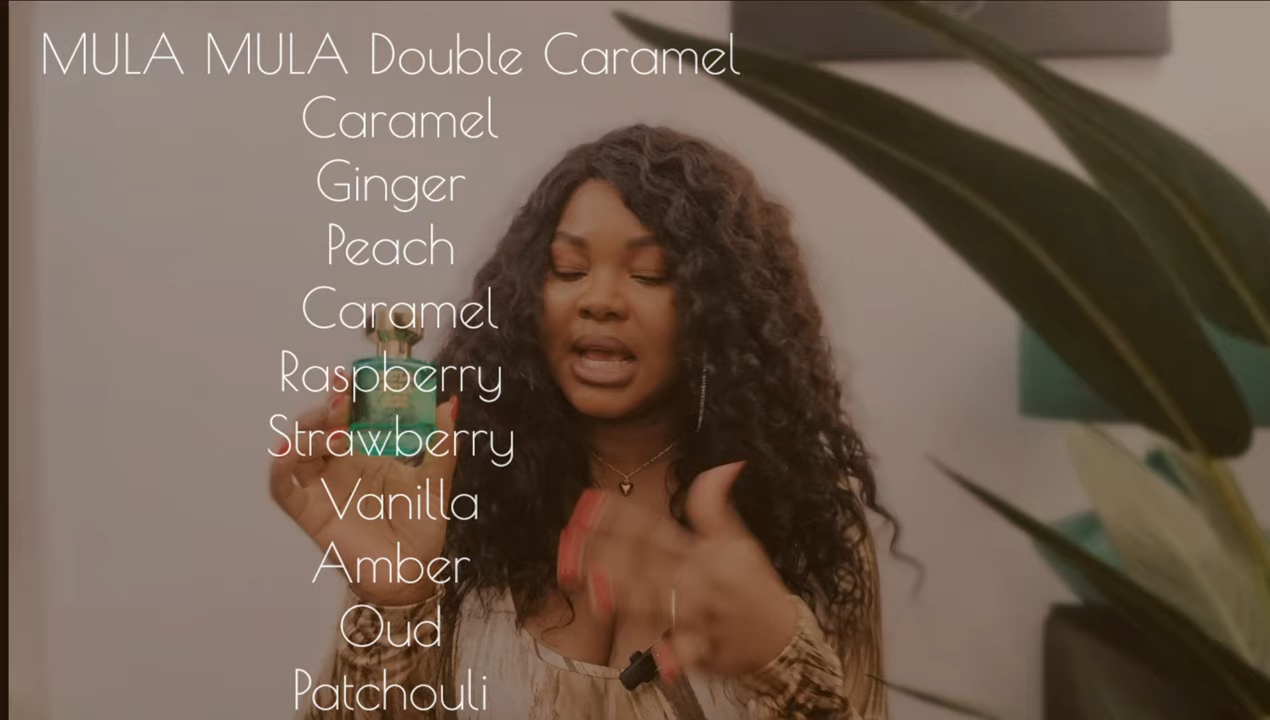 MULA MULA Double Caramel
Caramel
Ginger
Peach
Caramel
Raspberry
Strawberry
Vanilla
Amber
Oud
Patchouli